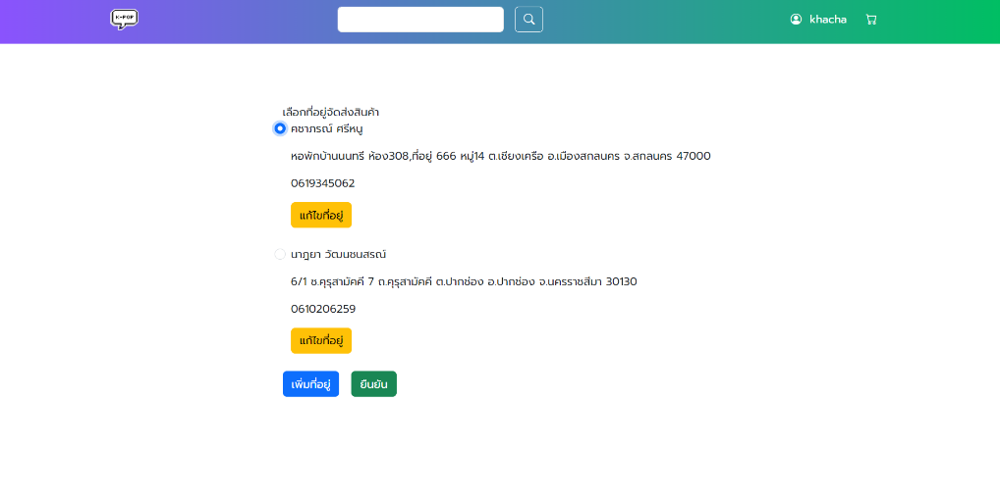 K-POP
khacha
เลือกที่อยู่จัดส่งสินค้า
คชาภรณ์ ศรีหนู
หอพักบ้านนนทรี ห้อง308,ที่อยู่ 666 หมู่14 ต.เชียงเครือ อ.เมืองสกลนคร จ.สกลนคร 47000
0619345062
แก้ไขที่อยู่
นาฎยา วัฒนชนสรณ์
6/1 ซ.คุรุสามัคคี 7 ถ.คุรุสามัคคี ต.ปากช่อง อ.ปากช่อง จ.นครราชสีมา 30130
0610206259
แก้ไขที่อยู่
เพิ่มที่อยู่ ยืนยัน